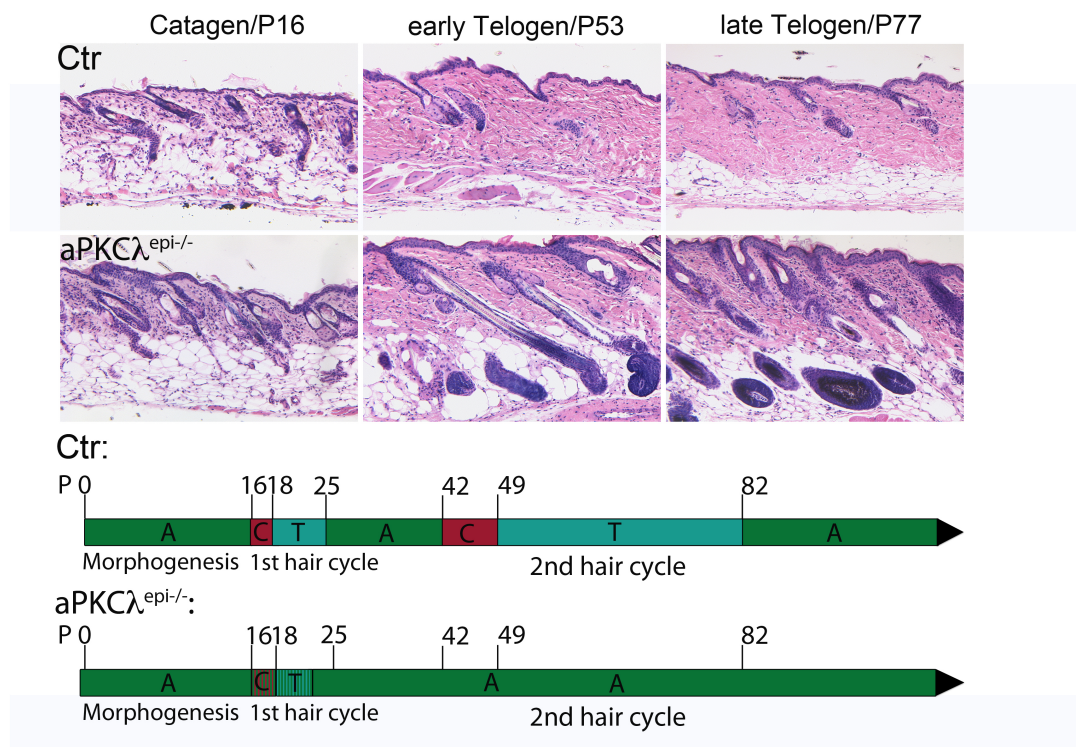 Catagen/P16 early Telogen/P53 late Telogen/P77
Ctr
aPKCλepi-/-
Ctr:
P 0 16 18 25 42 49 82
A C T A C T A
Morphogenesis 1st hair cycle 2nd hair cycle
aPKCλepi-/-:
P 0 16 18 25 42 49 82
A C T A A
Morphogenesis 1st hair cycle 2nd hair cycle